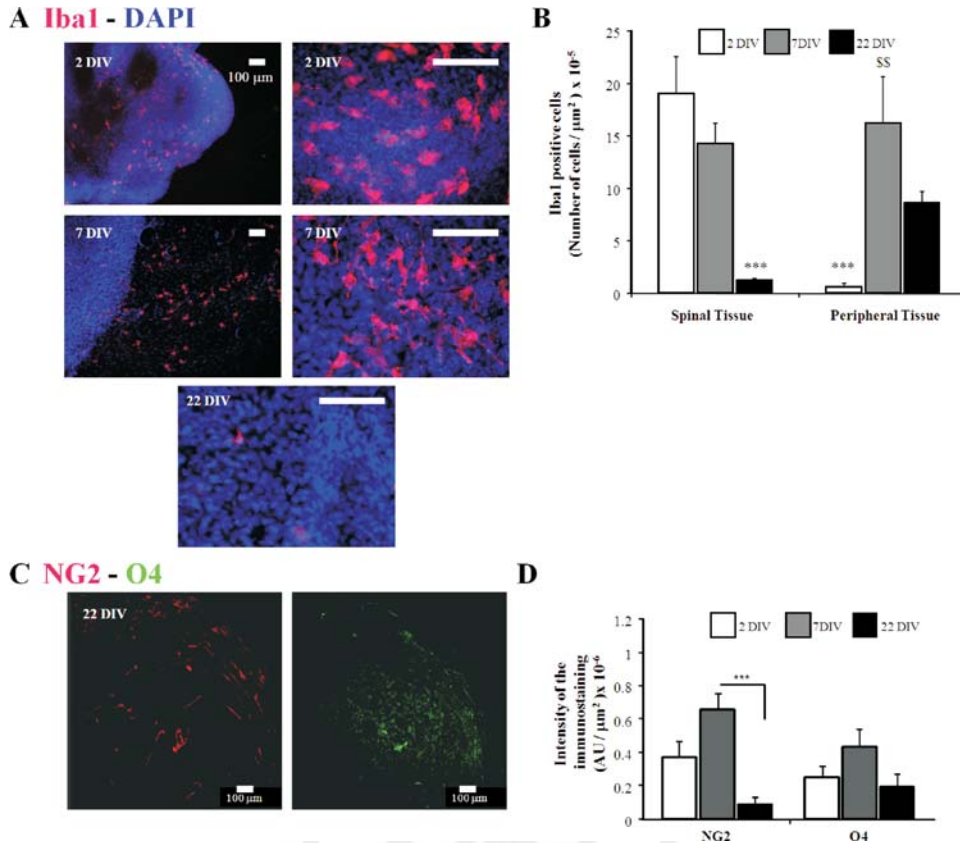 A Iba1 - DAPI
2 DIV
100 µm
2 DIV
7 DIV
7 DIV
22 DIV
B
2 DIV 7DIV 22 DIV
Iba1 positive cells
(Number of cells / µm²) x 10⁻⁵
25
20
15
10
5
0
***
***
$$
Spinal Tissue Peripheral Tissue
C NG2 - O4
22 DIV
100 µm
100 µm
D
2 DIV 7DIV 22 DIV
Intensity of the
immunostaining
(AU / µm²) x 10⁻⁶
1.2
1
0.8
0.6
0.4
0.2
0
***
NG2 O4